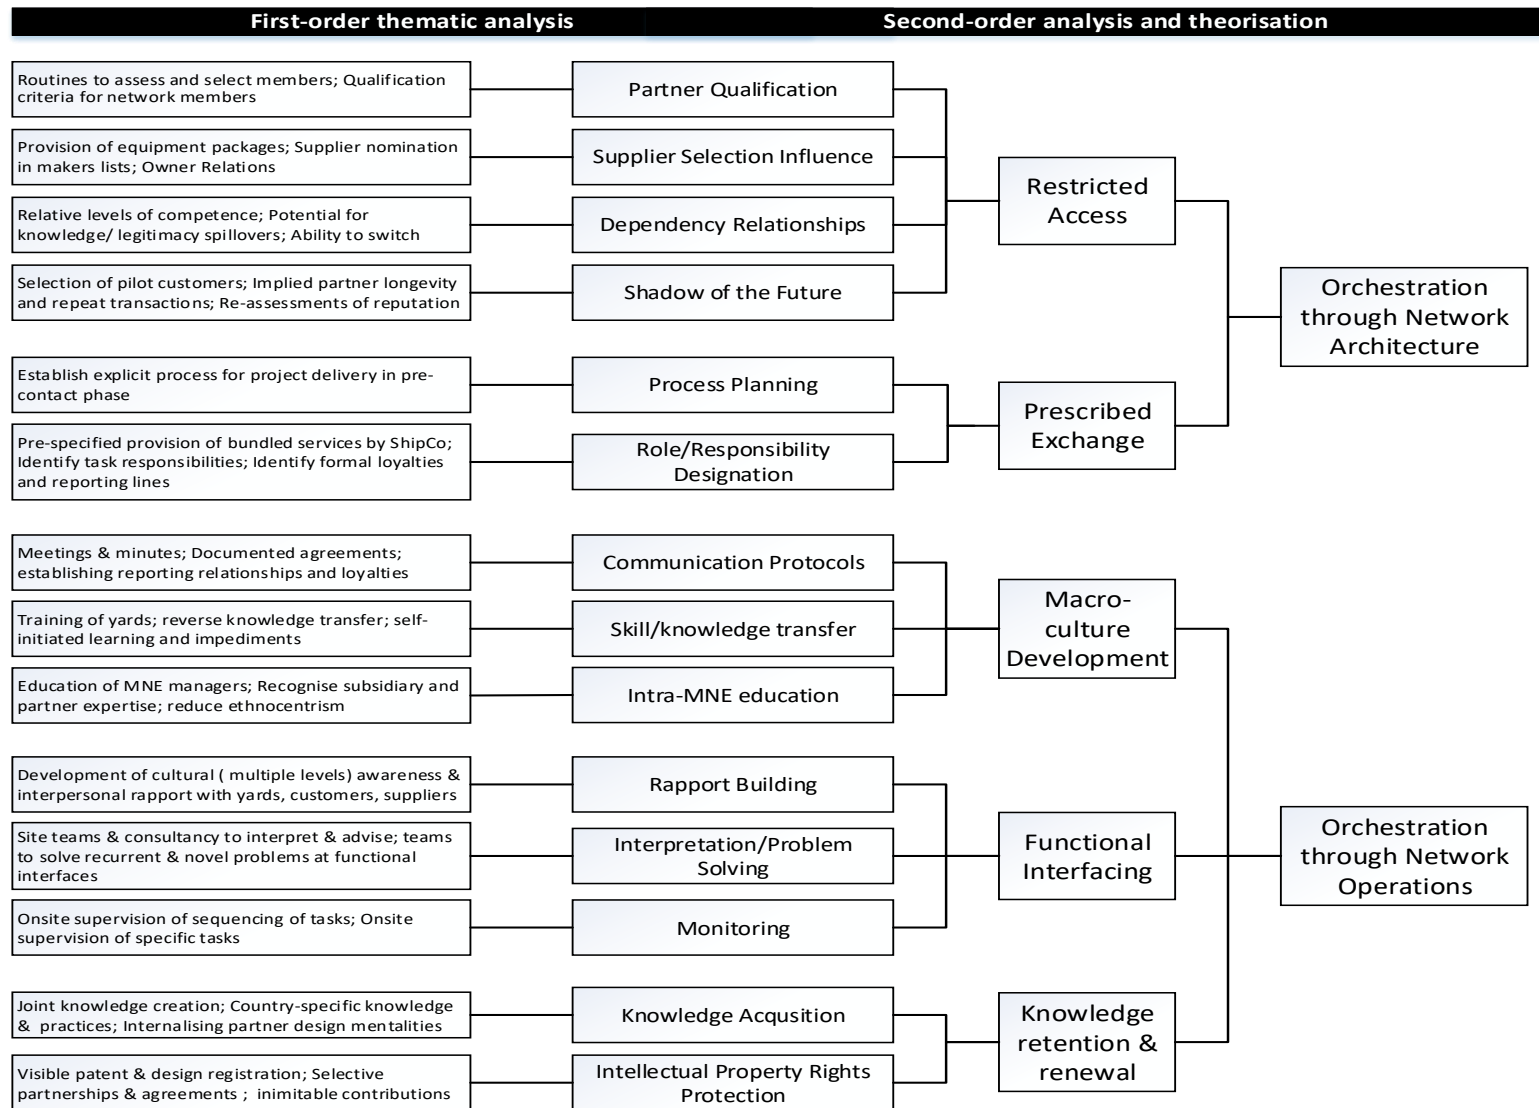 First-order thematic analysis
Second-order analysis and theorisation
Routines to assess and select members; Qualification
criteria for network members
Partner Qualification
Provision of equipment packages; Supplier nomination
in makers lists; Owner Relations
Supplier Selection Influence
Relative levels of competence; Potential for
knowledge/ legitimacy spillovers; Ability to switch
Dependency Relationships
Selection of pilot customers; Implied partner longevity
and repeat transactions; Re-assessments of reputation
Shadow of the Future
Restricted
Access
Establish explicit process for project delivery in pre-
contact phase
Process Planning
Pre-specified provision of bundled services by ShipCo;
Identify task responsibilities; Identify formal loyalties
and reporting lines
Role/Responsibility
Designation
Prescribed
Exchange
Orchestration
through Network
Architecture
Meetings & minutes; Documented agreements;
establishing reporting relationships and loyalties
Communication Protocols
Training of yards; reverse knowledge transfer; self-
initiated learning and impediments
Skill/knowledge transfer
Education of MNE managers; Recognise subsidiary and
partner expertise; reduce ethnocentrism
Intra-MNE education
Macro-
culture
Development
Development of cultural ( multiple levels) awareness &
interpersonal rapport with yards, customers, suppliers
Rapport Building
Site teams & consultancy to interpret & advise; teams
to solve recurrent & novel problems at functional
interfaces
Interpretation/Problem
Solving
Onsite supervision of sequencing of tasks; Onsite
supervision of specific tasks
Monitoring
Functional
Interfacing
Orchestration
through Network
Operations
Joint knowledge creation; Country-specific knowledge
& practices; Internalising partner design mentalities
Knowledge Acqusition
Visible patent & design registration; Selective
partnerships & agreements ; inimitable contributions
Intellectual Property Rights
Protection
Knowledge
retention &
renewal